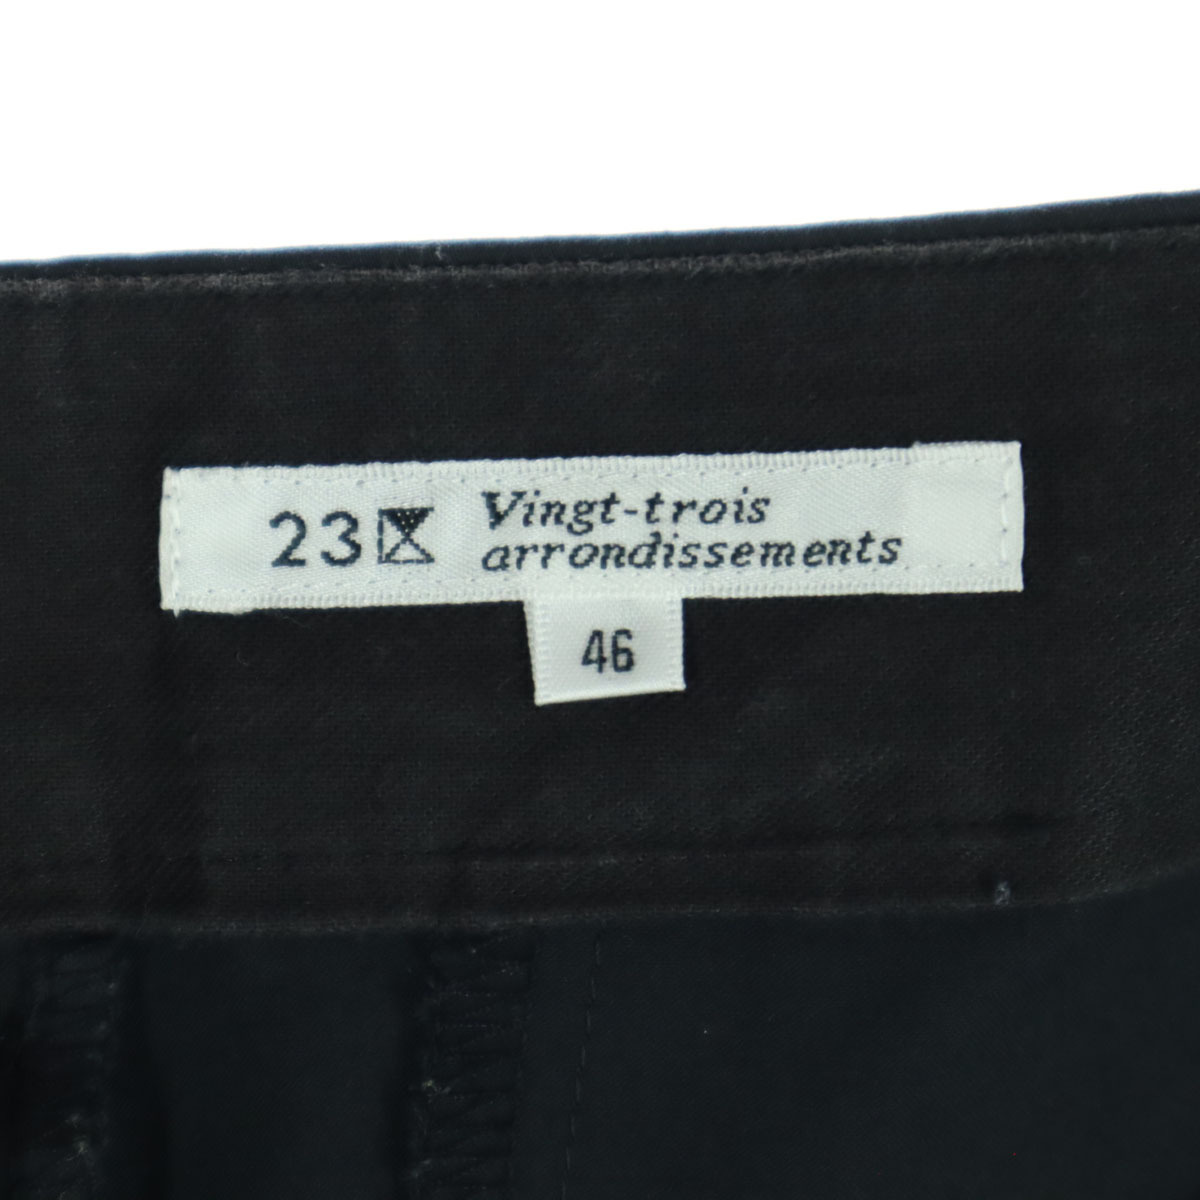 23 Vingt-trois
arrondissements
46